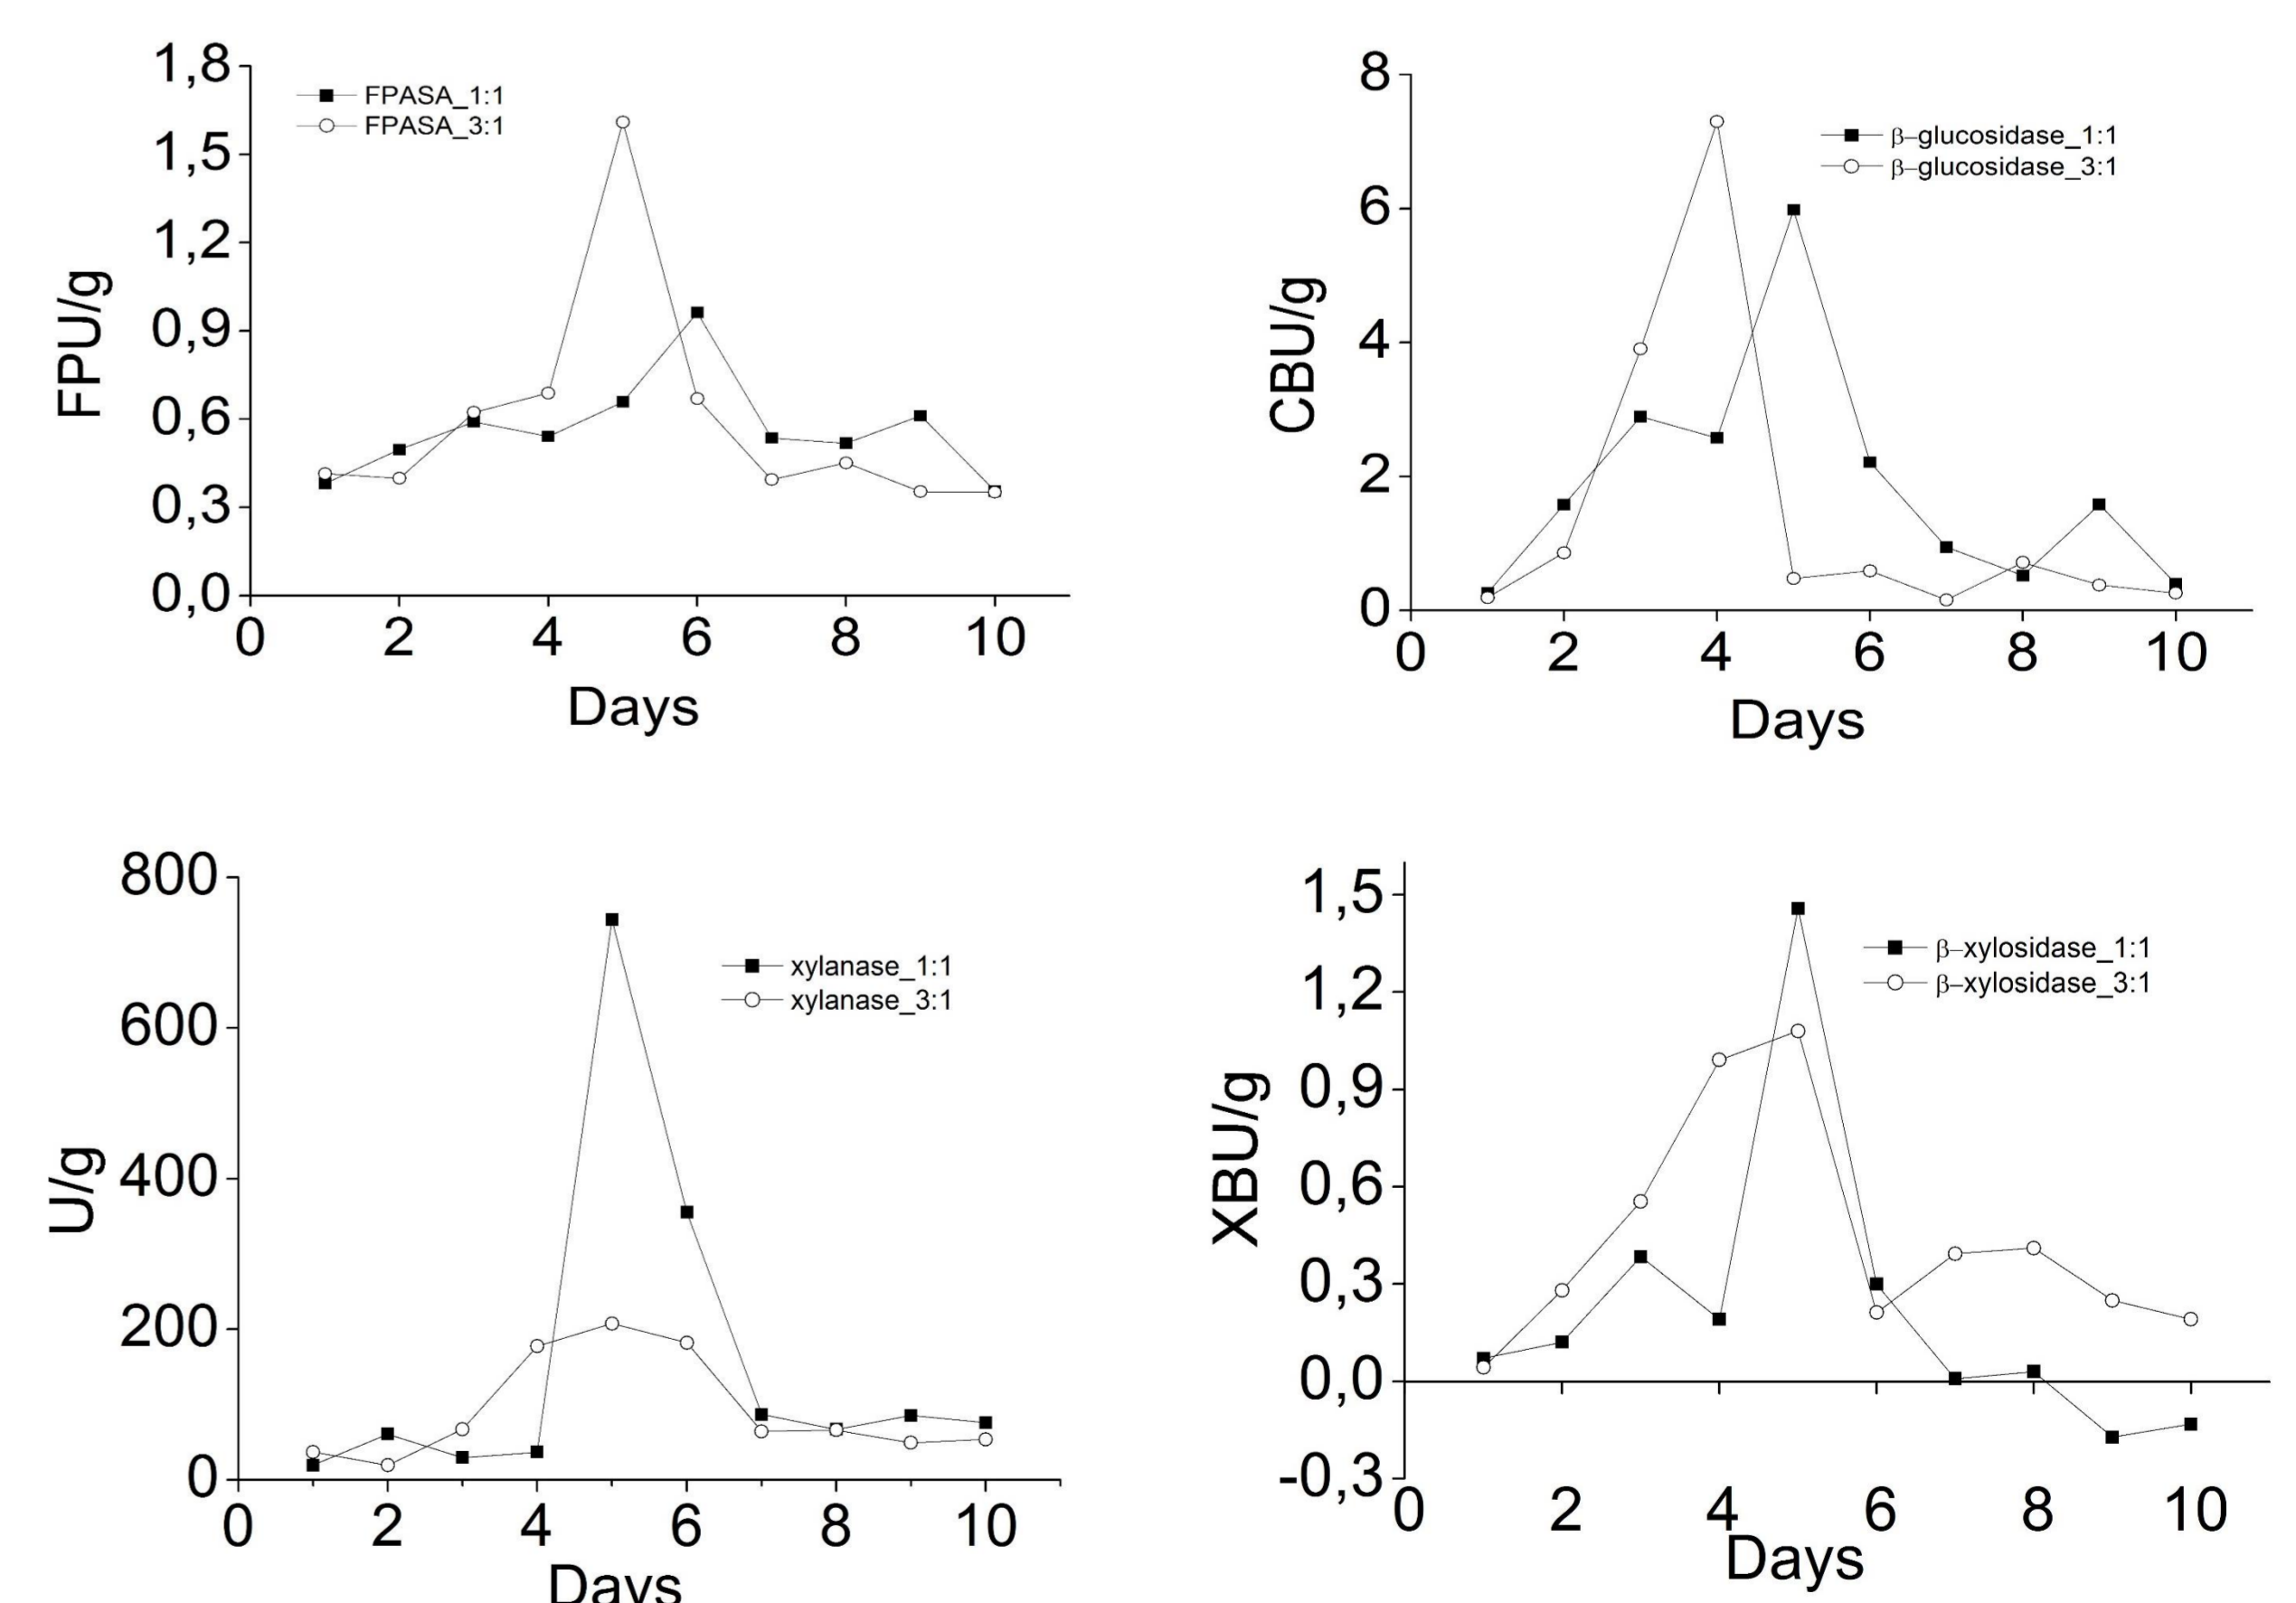 1,8
1,5
1,2
0,9
0,6
0,3
0,0
FPU/g
FPASA_1:1
FPASA_3:1
0 2 4 6 8 10
Days
8
6
4
2
0
CBU/g
β–glucosidase_1:1
β–glucosidase_3:1
0 2 4 6 8 10
Days
800
600
400
200
0
U/g
xylanase_1:1
xylanase_3:1
0 2 4 6 8 10
Days
1,5
1,2
0,9
0,6
0,3
0,0
-0,3
XBU/g
β–xylosidase_1:1
β–xylosidase_3:1
0 2 4 6 8 10
Days